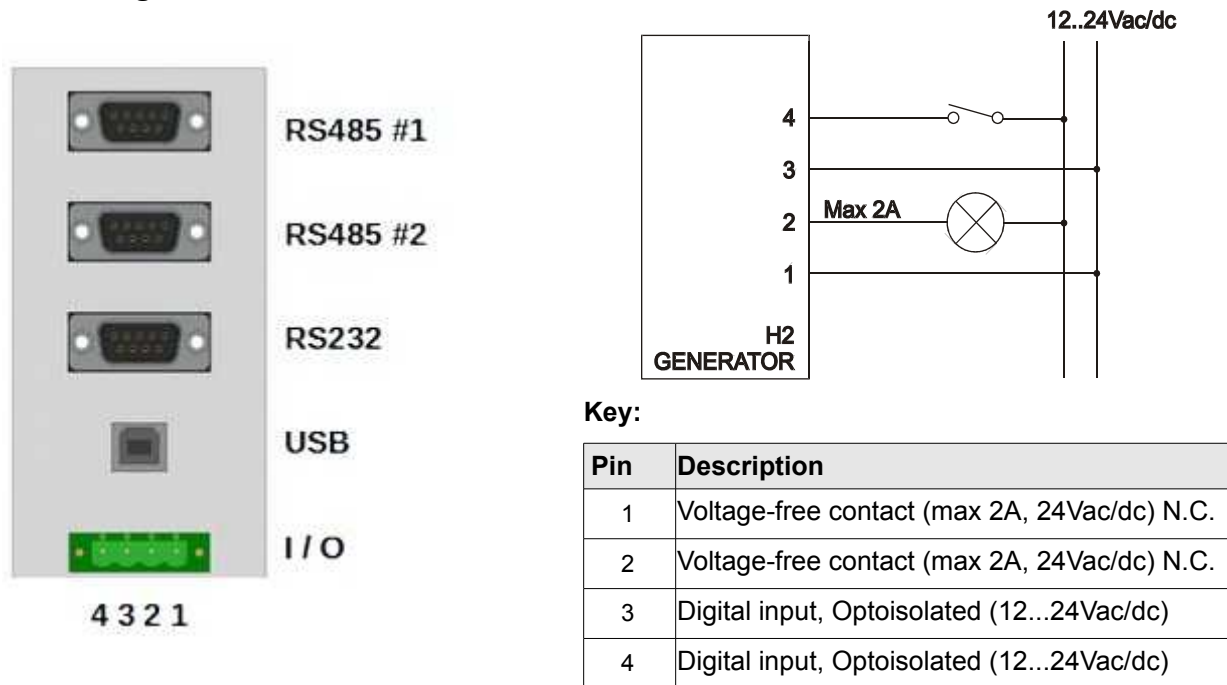 RS485 #1
RS485 #2
RS232
USB
I / O
4 3 2 1
12..24Vac/dc
4
3
Max 2A
2
1
H2
GENERATOR
Key:
Pin Description
1 Voltage-free contact (max 2A, 24Vac/dc) N.C.
2 Voltage-free contact (max 2A, 24Vac/dc) N.C.
3 Digital input, Optoisolated (12...24Vac/dc)
4 Digital input, Optoisolated (12...24Vac/dc)